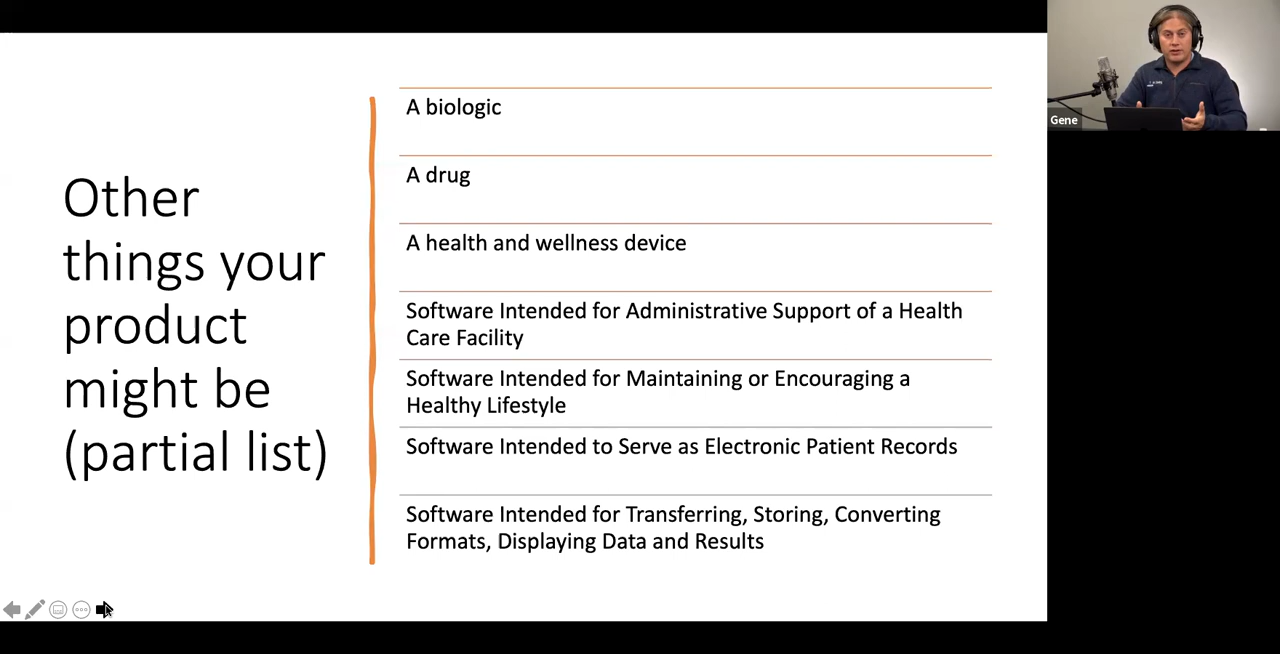 Other
things your
product
might be
(partial list)
A biologic
A drug
A health and wellness device
Software Intended for Administrative Support of a Health
Care Facility
Software Intended for Maintaining or Encouraging a
Healthy Lifestyle
Software Intended to Serve as Electronic Patient Records
Software Intended for Transferring, Storing, Converting
Formats, Displaying Data and Results
Gene